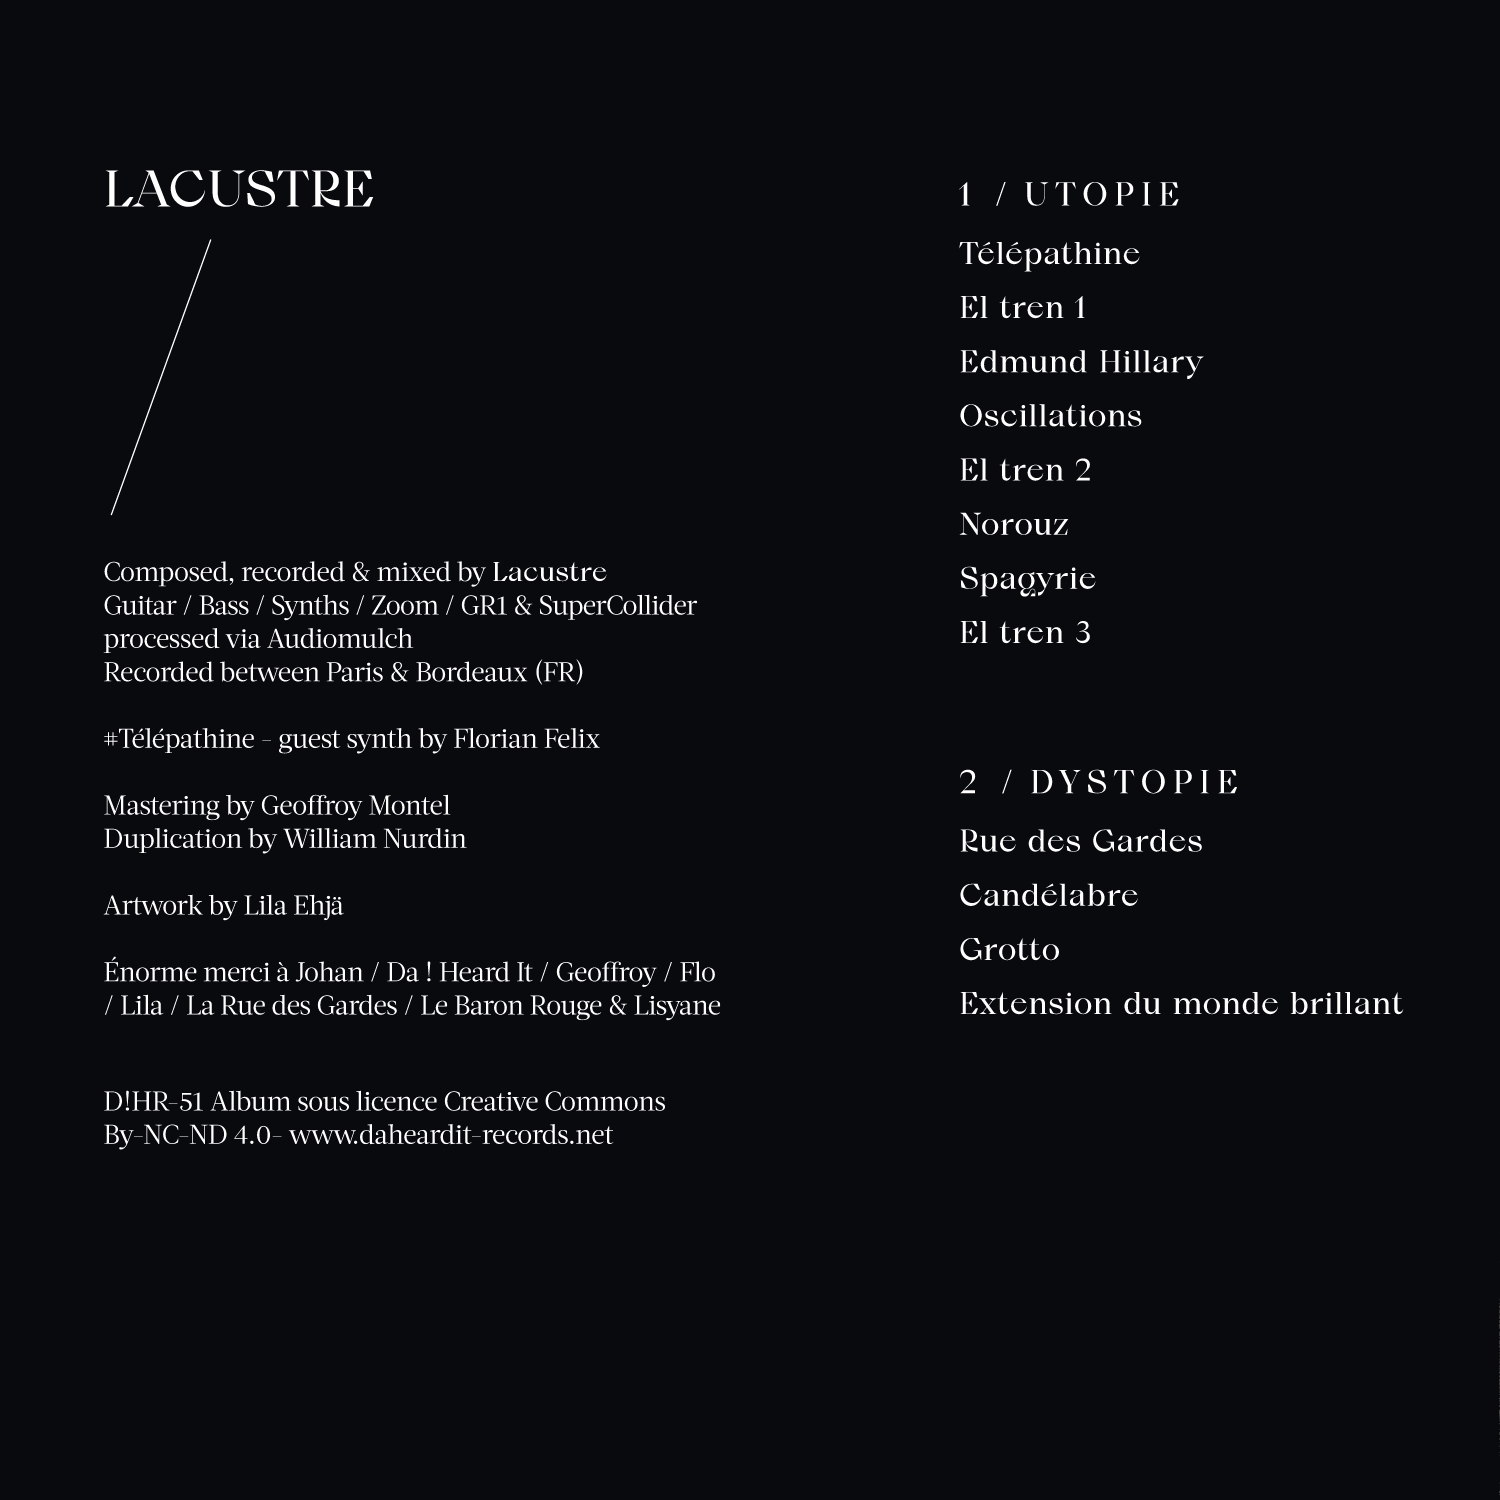 LACUSTRE
Composed, recorded & mixed by Lacustre
Guitar / Bass / Synths / Zoom / GR1 & SuperCollider
processed via Audiomulch
Recorded between Paris & Bordeaux (FR)
#Télépathine - guest synth by Florian Felix
Mastering by Geoffroy Montel
Duplication by William Nurdin
Artwork by Lila Ehjä
Énorme merci à Johan / Da ! Heard It / Geoffroy / Flo
/ Lila / La Rue des Gardes / Le Baron Rouge & Lisyane
D!HR-51 Album sous licence Creative Commons
By-NC-ND 4.0- www.daheardit-records.net
1 / UTOPIE
Télépathine
El tren 1
Edmund Hillary
Oscillations
El tren 2
Norouz
Spagyrie
El tren 3
2 / DYSTOPIE
Rue des Gardes
Candélabre
Grotto
Extension du monde brillant